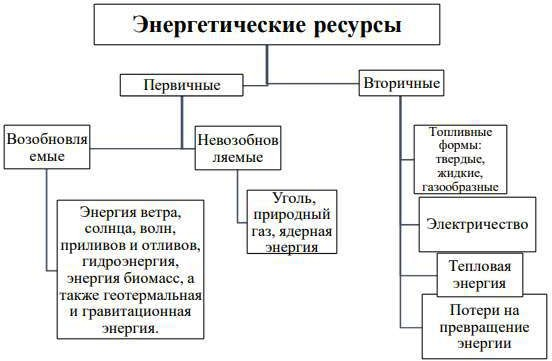 Энергетические ресурсы
Первичные
Вторичные
Возобновля
емые
Невозобнов
ляемые
Энергия ветра,
солнца, волн,
приливов и отливов,
гидроэнергия,
энергия биомасс, а
также геотермальная
и гравитационная
энергия.
Уголь,
природный
газ, ядерная
энергия
Топливные
формы:
твердые,
жидкие,
газообразные
Электричество
Тепловая
энергия
Потери на
превращение
энергии